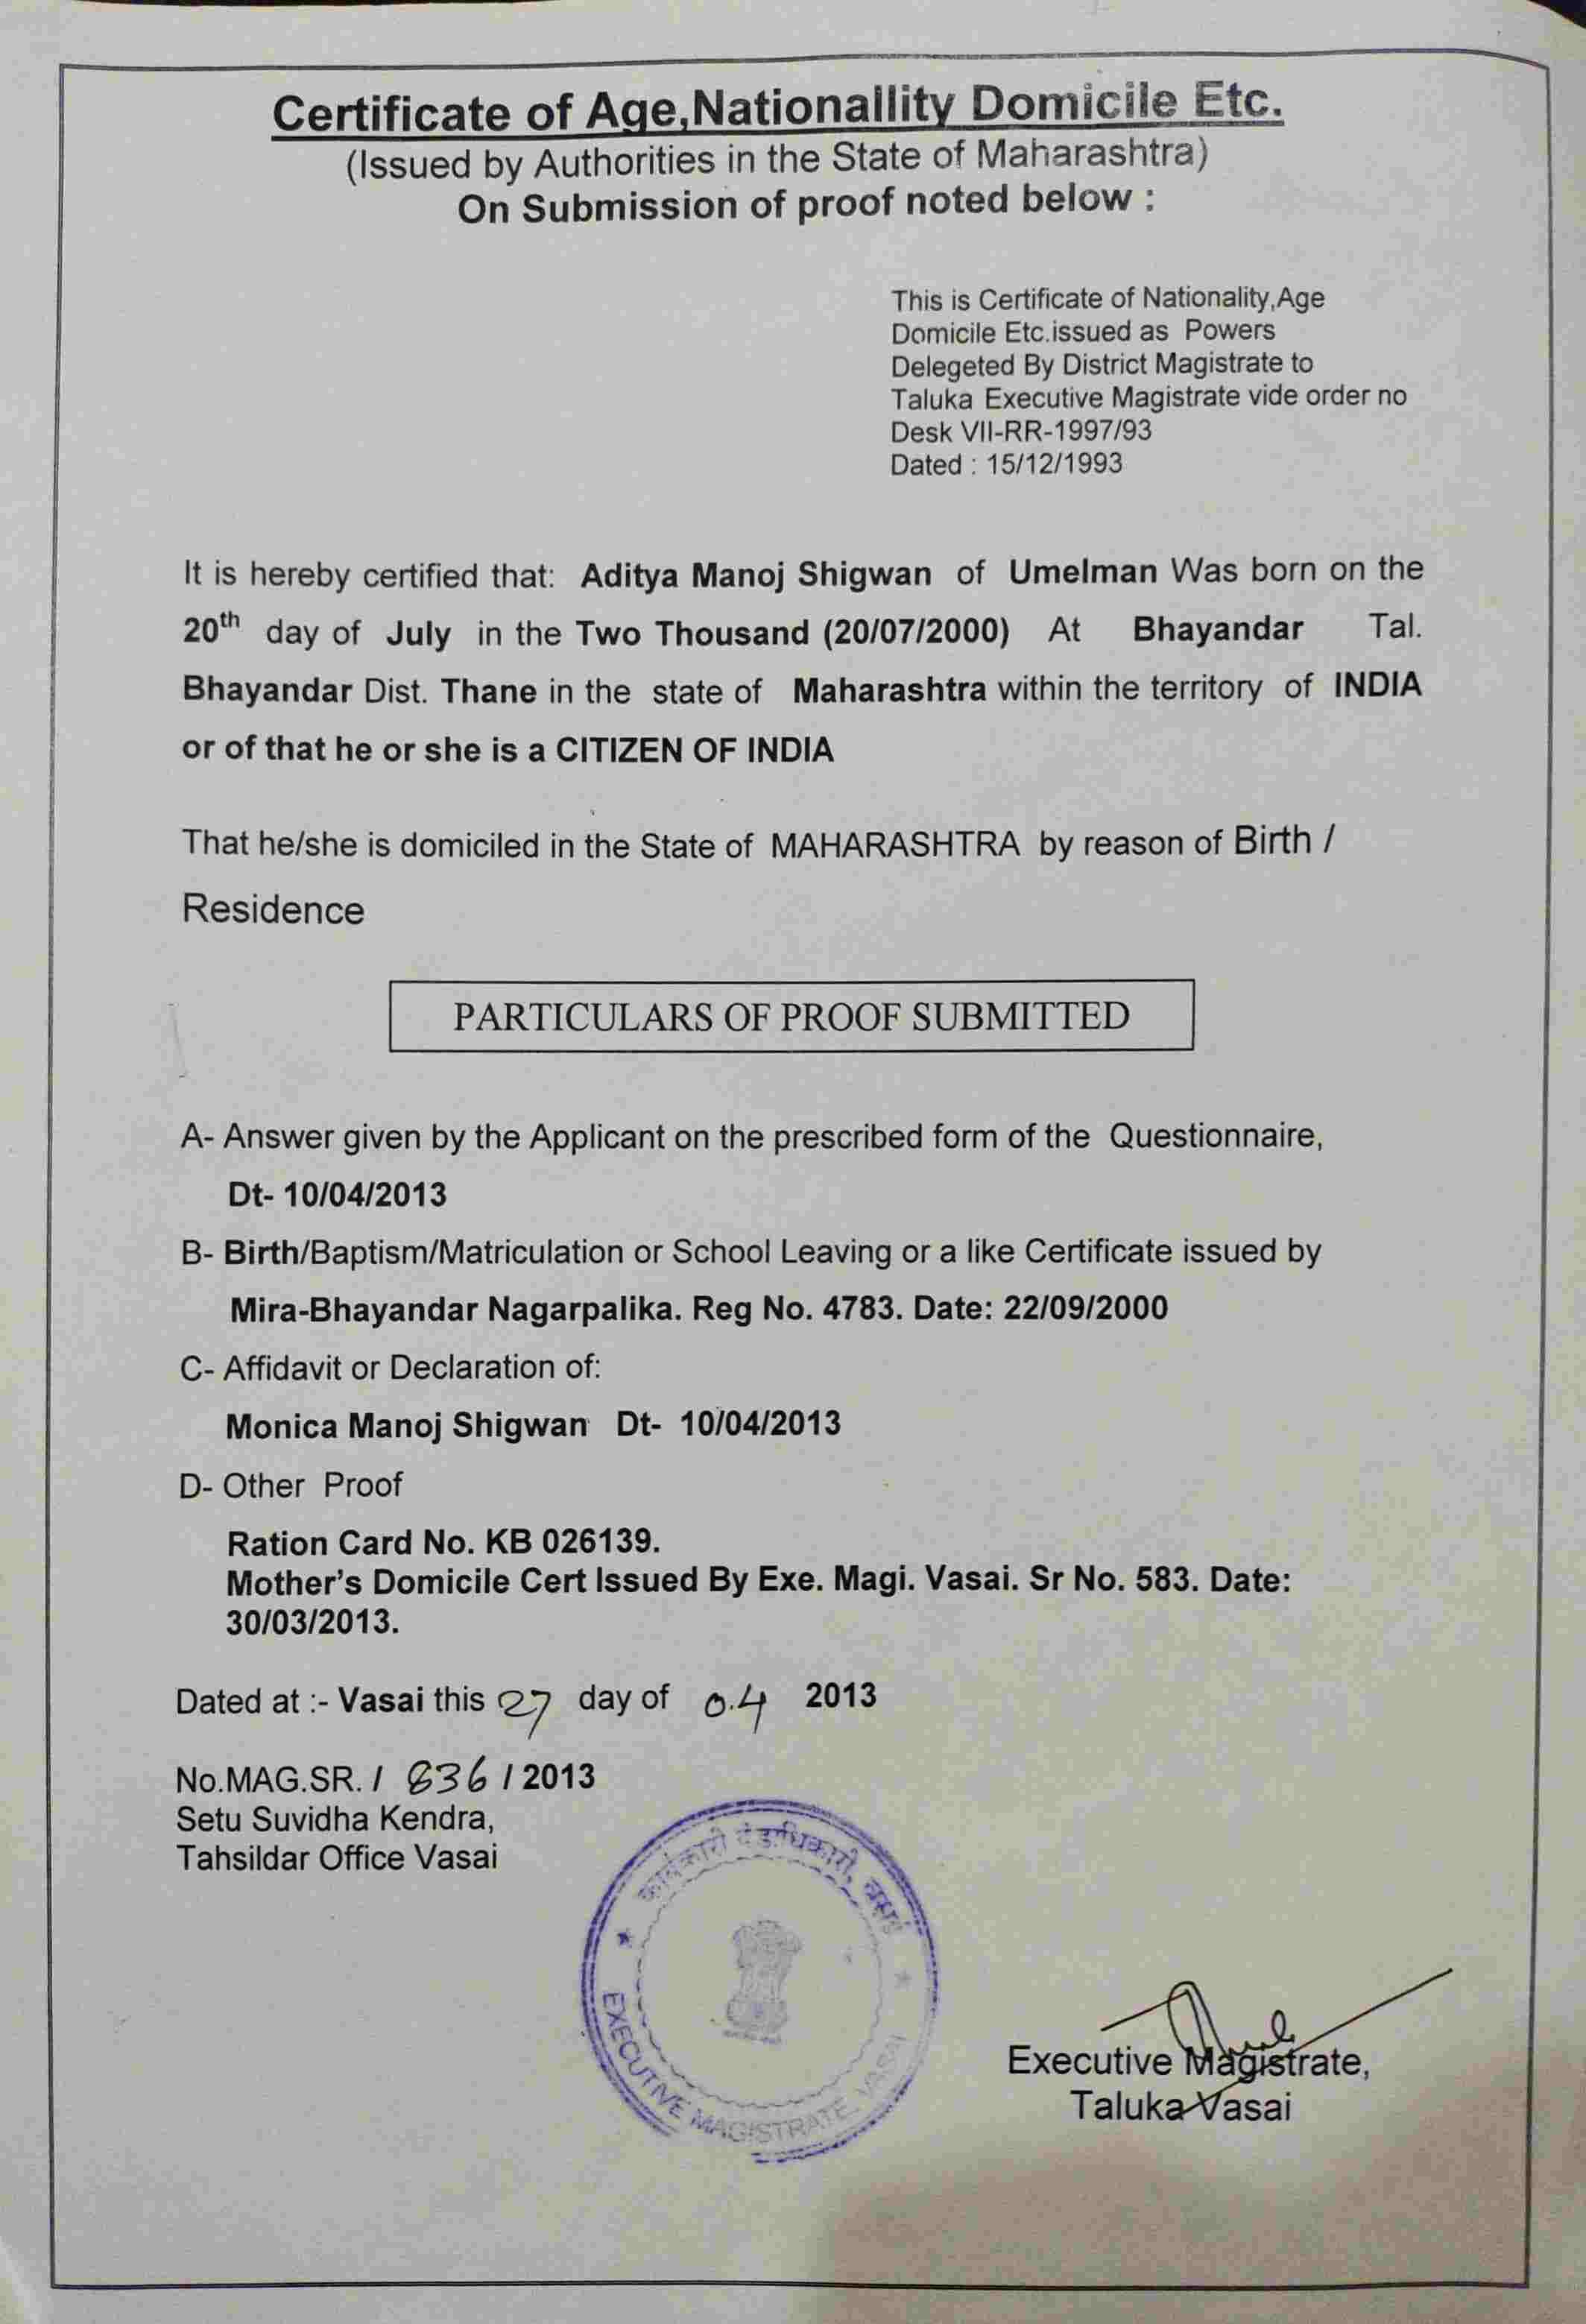 Certificate of Age,Nationallity Domicile Etc.
(Issued by Authorities in the State of Maharashtra)
On Submission of proof noted below :
This is Certificate of Nationality,Age
Domicile Etc.issued as Powers
Delegeted By District Magistrate to
Taluka Executive Magistrate vide order no
Desk VII-RR-1997/93
Dated : 15/12/1993
It is hereby certified that: Aditya Manoj Shigwan of Umelman Was born on the
20th day of July in the Two Thousand (20/07/2000) At Bhayandar Tal.
Bhayandar Dist. Thane in the state of Maharashtra within the territory of INDIA
or of that he or she is a CITIZEN OF INDIA
That he/she is domiciled in the State of MAHARASHTRA by reason of Birth /
Residence
PARTICULARS OF PROOF SUBMITTED
A- Answer given by the Applicant on the prescribed form of the Questionnaire,
Dt- 10/04/2013
B- Birth/Baptism/Matriculation or School Leaving or a like Certificate issued by
Mira-Bhayandar Nagarpalika. Reg No. 4783. Date: 22/09/2000
C- Affidavit or Declaration of:
Monica Manoj Shigwan Dt- 10/04/2013
D- Other Proof
Ration Card No. KB 026139.
Mother's Domicile Cert Issued By Exe. Magi. Vasai. Sr No. 583. Date:
30/03/2013.
Dated at :- Vasai this 27 day of 04 2013
No.MAG.SR. / 836 / 2013
Setu Suvidha Kendra,
Tahsildar Office Vasai
कार्यकारी दंडाधिकारी, वसई
EXECUTIVE MAGISTRATE VASAI
Executive Magistrate,
Taluka Vasai